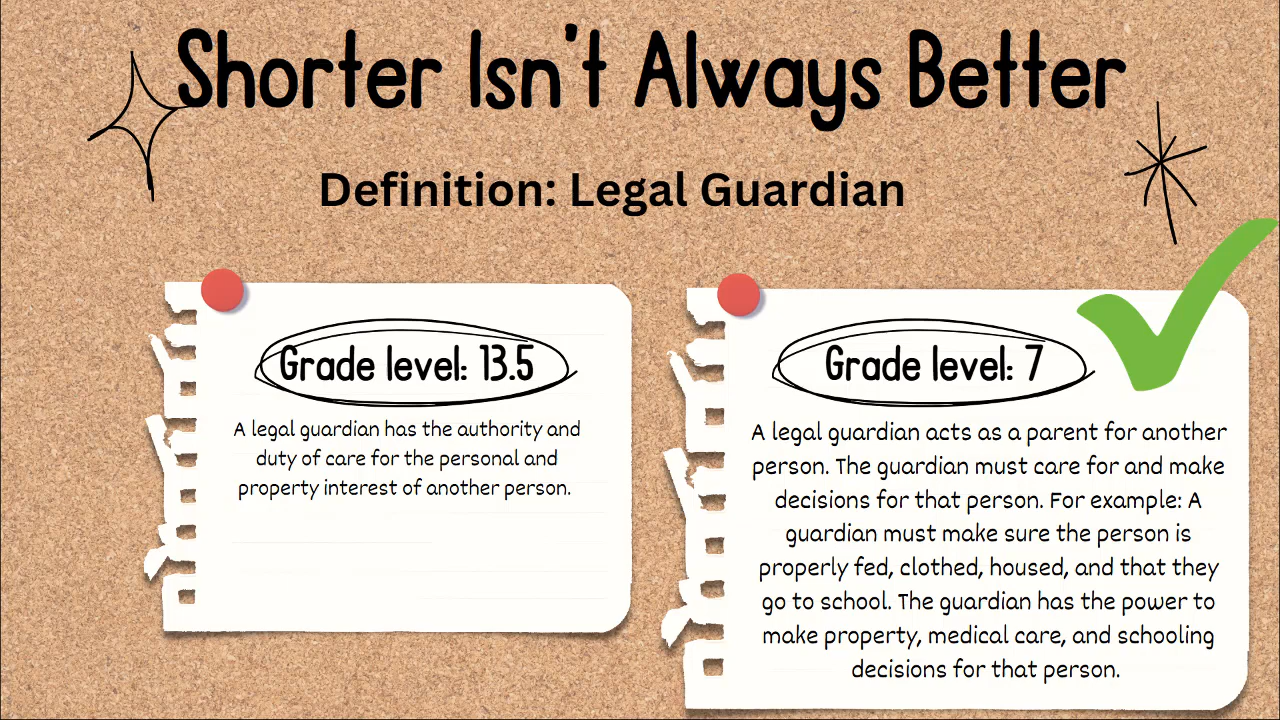 Shorter Isn't Always Better
Definition: Legal Guardian
Grade level: 13.5
A legal guardian has the authority and
duty of care for the personal and
property interest of another person.
Grade level: 7
A legal guardian acts as a parent for another
person. The guardian must care for and make
decisions for that person. For example: A
guardian must make sure the person is
properly fed, clothed, housed, and that they
go to school. The guardian has the power to
make property, medical care, and schooling
decisions for that person.